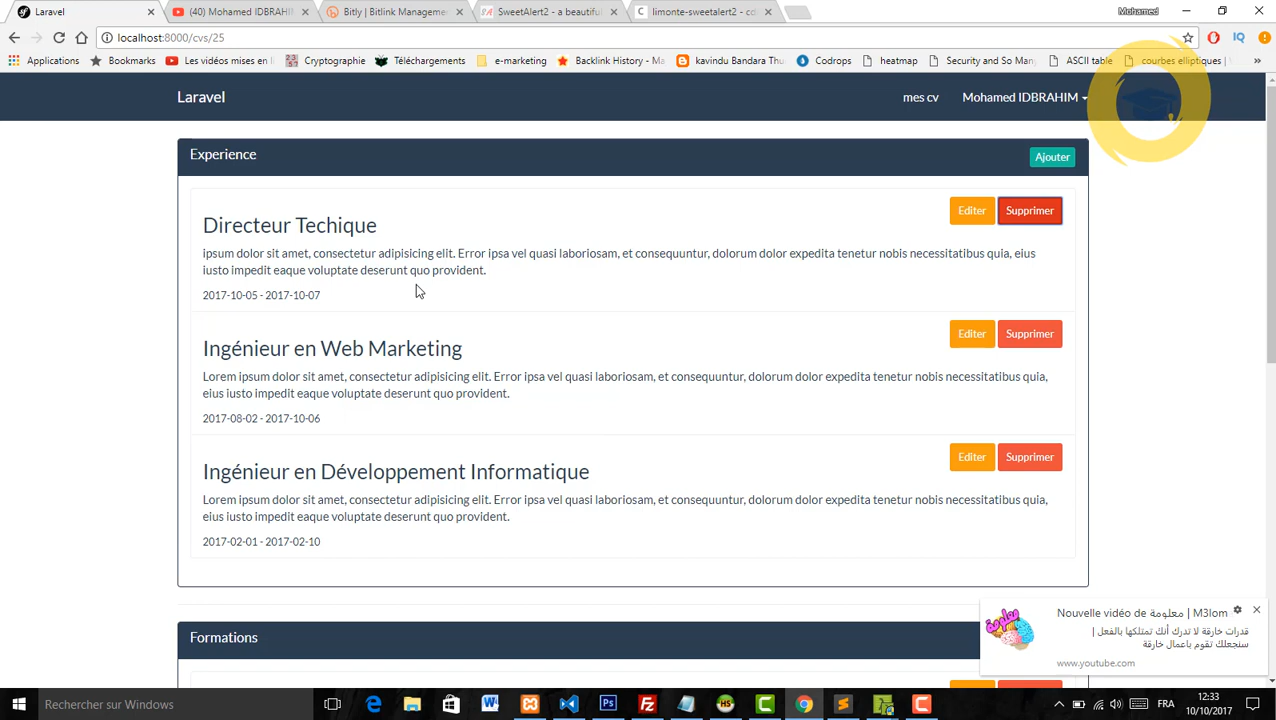 Laravel
(40) Mohamed IDBRAHIM
Bitly | Bitlink Managemen
SweetAlert2 - a beautiful
limonte-sweetalert2 - cd
Mohamed
localhost:8000/cvs/25
Applications
Bookmarks
Les vidéos mises en l
Cryptographie
Téléchargements
e-marketing
Backlink History - Ma
kavindu Bandara Thu
Codrops
heatmap
Security and So Man
ASCII table
courbes elliptiques
Laravel
mes cv
Mohamed IDBRAHIM
Experience
Ajouter
Directeur Techique
Editer
Supprimer
ipsum dolor sit amet, consectetur adipisicing elit. Error ipsa vel quasi laboriosam, et consequuntur, dolorum dolor expedita tenetur nobis necessitatibus quia, eius
iusto impedit eaque voluptate deserunt quo provident.
2017-10-05 - 2017-10-07
Ingénieur en Web Marketing
Editer
Supprimer
Lorem ipsum dolor sit amet, consectetur adipisicing elit. Error ipsa vel quasi laboriosam, et consequuntur, dolorum dolor expedita tenetur nobis necessitatibus quia,
eius iusto impedit eaque voluptate deserunt quo provident.
2017-08-02 - 2017-10-06
Ingénieur en Développement Informatique
Editer
Supprimer
Lorem ipsum dolor sit amet, consectetur adipisicing elit. Error ipsa vel quasi laboriosam, et consequuntur, dolorum dolor expedita tenetur nobis necessitatibus quia,
eius iusto impedit eaque voluptate deserunt quo provident.
2017-02-01 - 2017-02-10
Formations
Nouvelle vidéo de معلومة | M3lom
قدرات خارقة لا تدرك أنك تمتلكها بالفعل |
سنجعلك تقوم باعمال خارقة
www.youtube.com
Rechercher sur Windows
FRA
12:33
10/10/2017